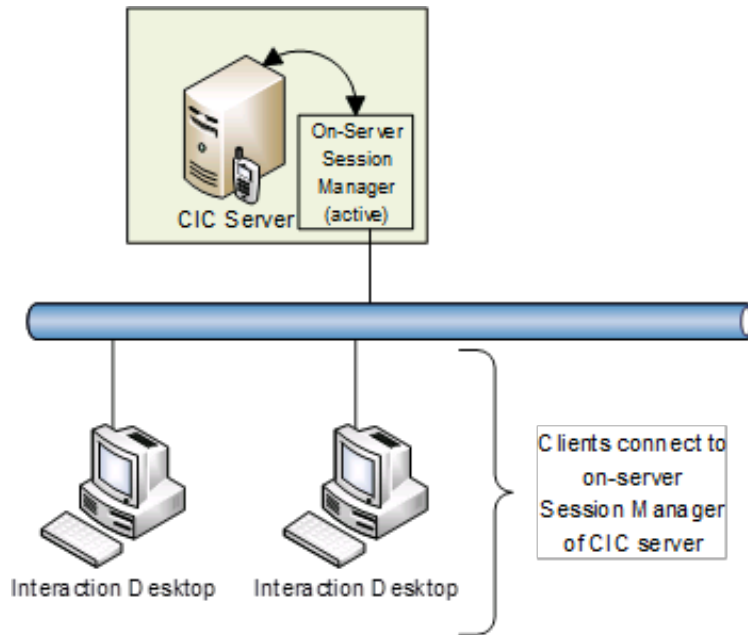 On-Server
Session
Manager
(active)
CIC Server
Clients connect to
on-server
Session Manager
of CIC server
Interaction Desktop
Interaction Desktop